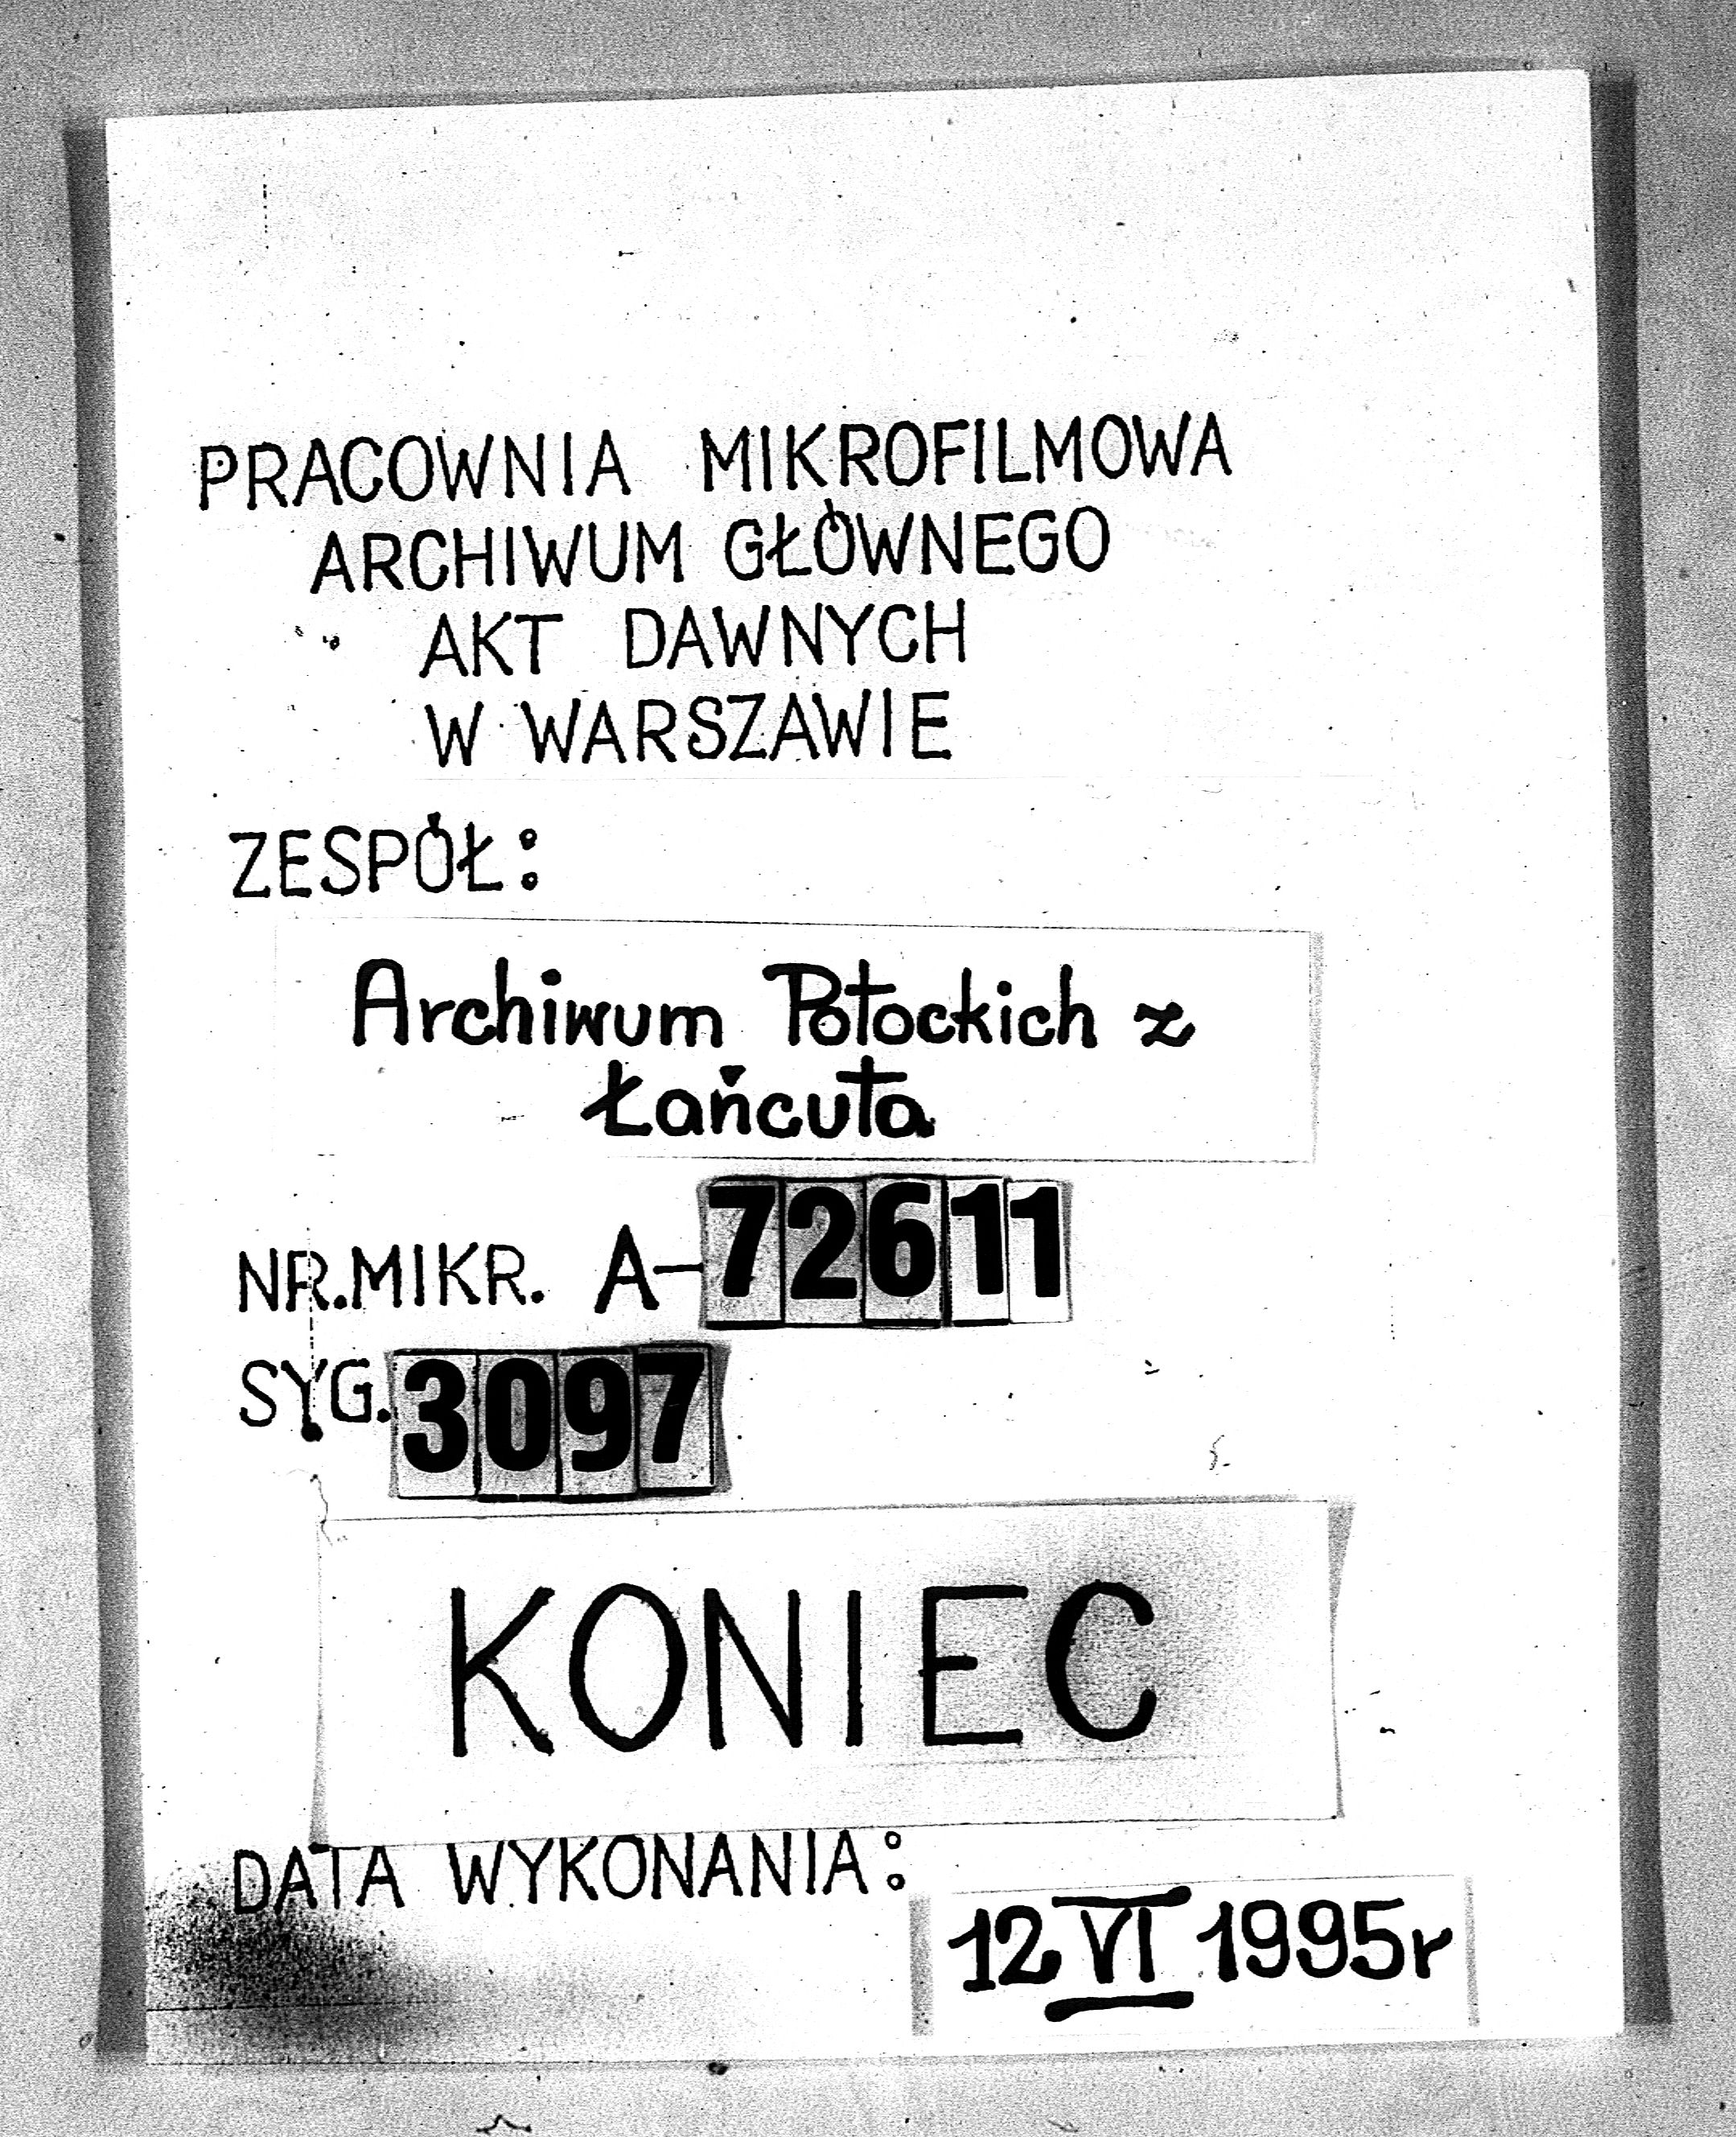 PRACOWNIA MIKROFILMOWA
ARCHIWUM GŁÓWNEGO
AKT DAWNYCH
W WARSZAWIE
ZESPÓŁ:
Archiwum Potockich z
Łańcuta
NR.MIKR. A-72611
SYG. 3097
KONIEC
DATA WYKONANIA:
12 VI 1995r